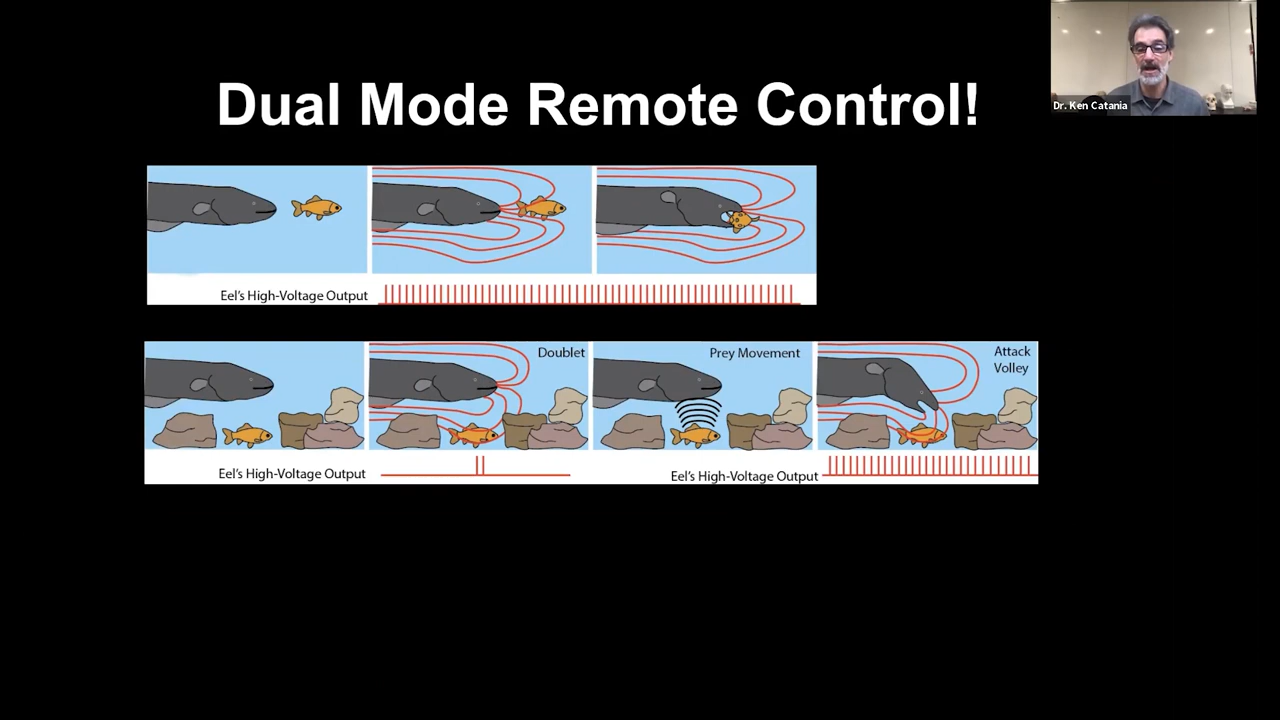 Dual Mode Remote Control!
Dr. Ken Catania
Eel's High-Voltage Output
Doublet
Prey Movement
Attack
Volley
Eel's High-Voltage Output
Eel's High-Voltage Output